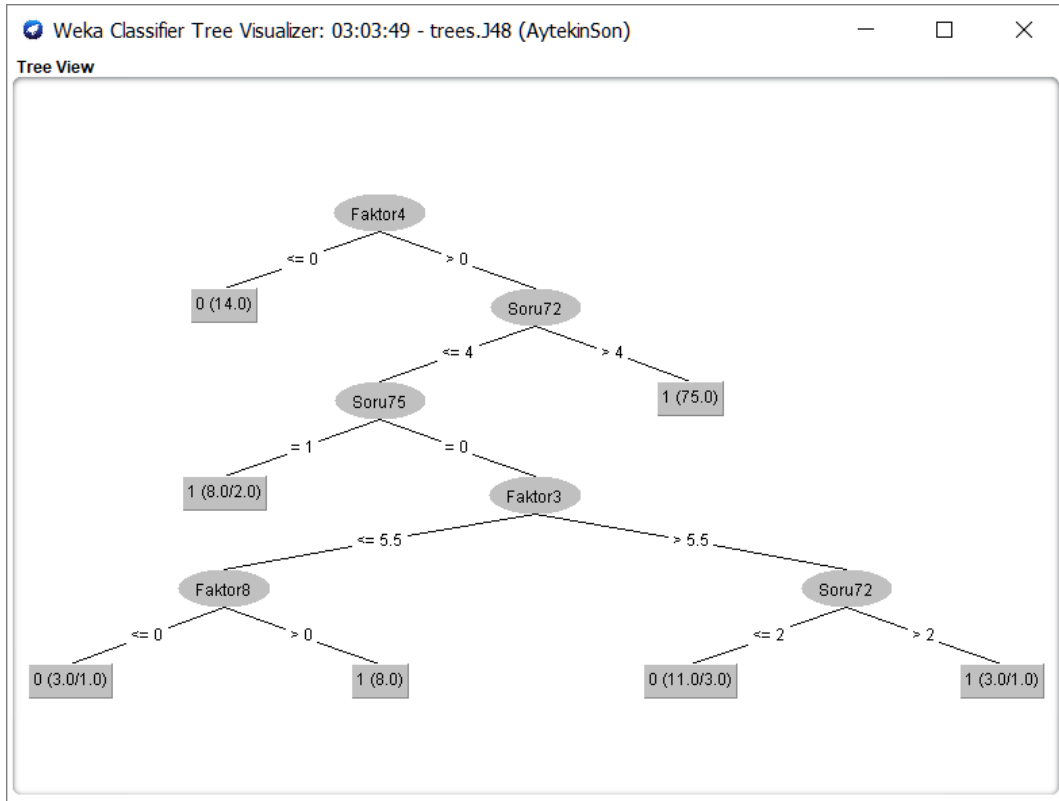 Weka Classifier Tree Visualizer: 03:03:49 - trees.J48 (AytekinSon)
Tree View
Faktor4
<= 0
> 0
0 (14.0)
Soru72
<= 4
> 4
Soru75
1 (75.0)
= 1
= 0
1 (8.0/2.0)
Faktor3
<= 5.5
> 5.5
Faktor8
Soru72
<= 0
> 0
<= 2
> 2
0 (3.0/1.0)
1 (8.0)
0 (11.0/3.0)
1 (3.0/1.0)